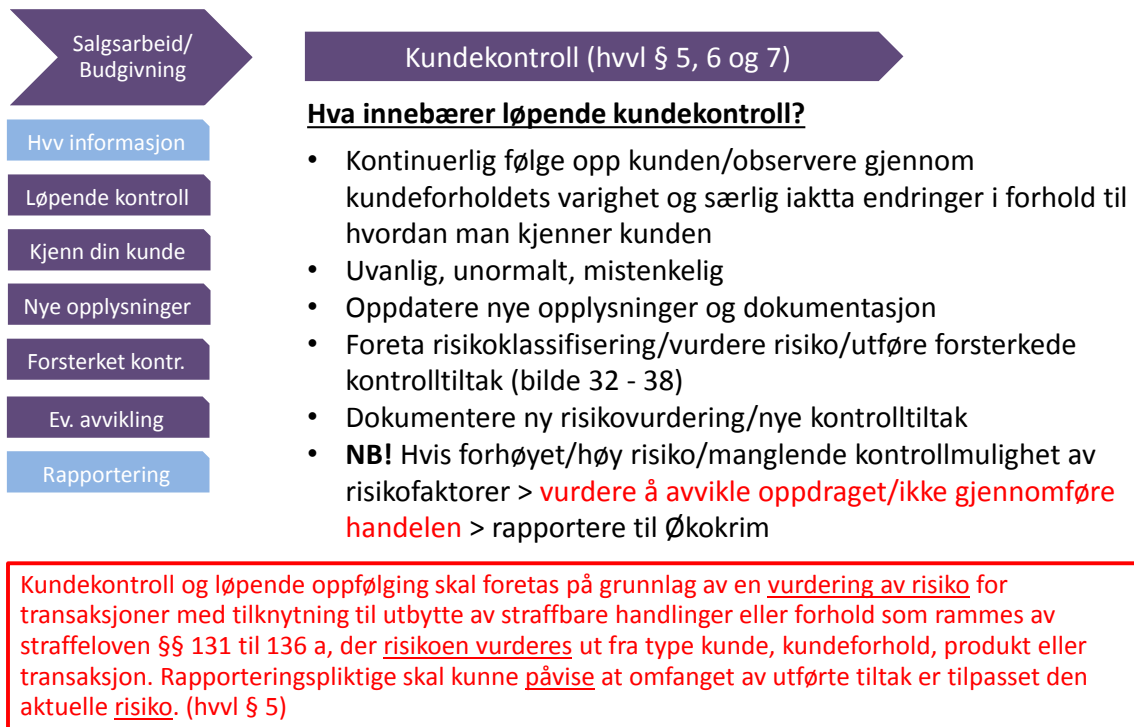 Salgsarbeid/
Budgivning
Hvv informasjon
Løpende kontroll
Kjenn din kunde
Nye opplysninger
Forsterket kontr.
Ev. avvikling
Rapportering
Kundekontroll (hvvl § 5, 6 og 7)
Hva innebærer løpende kundekontroll?
• Kontinuerlig følge opp kunden/observere gjennom
kundeforholdets varighet og særlig iaktta endringer i forhold til
hvordan man kjenner kunden
• Uvanlig, unormalt, mistenkelig
• Oppdatere nye opplysninger og dokumentasjon
• Foreta risikoklassifisering/vurdere risiko/utføre forsterkede
kontrolltiltak (bilde 32 - 38)
• Dokumentere ny risikovurdering/nye kontrolltiltak
• NB! Hvis forhøyet/høy risiko/manglende kontrollmulighet av
risikofaktorer > vurdere å avvikle oppdraget/ikke gjennomføre
handelen > rapportere til Økokrim
Kundekontroll og løpende oppfølging skal foretas på grunnlag av en vurdering av risiko for
transaksjoner med tilknytning til utbytte av straffbare handlinger eller forhold som rammes av
straffeloven §§ 131 til 136 a, der risikoen vurderes ut fra type kunde, kundeforhold, produkt eller
transaksjon. Rapporteringspliktige skal kunne påvise at omfanget av utførte tiltak er tilpasset den
aktuelle risiko. (hvvl § 5)